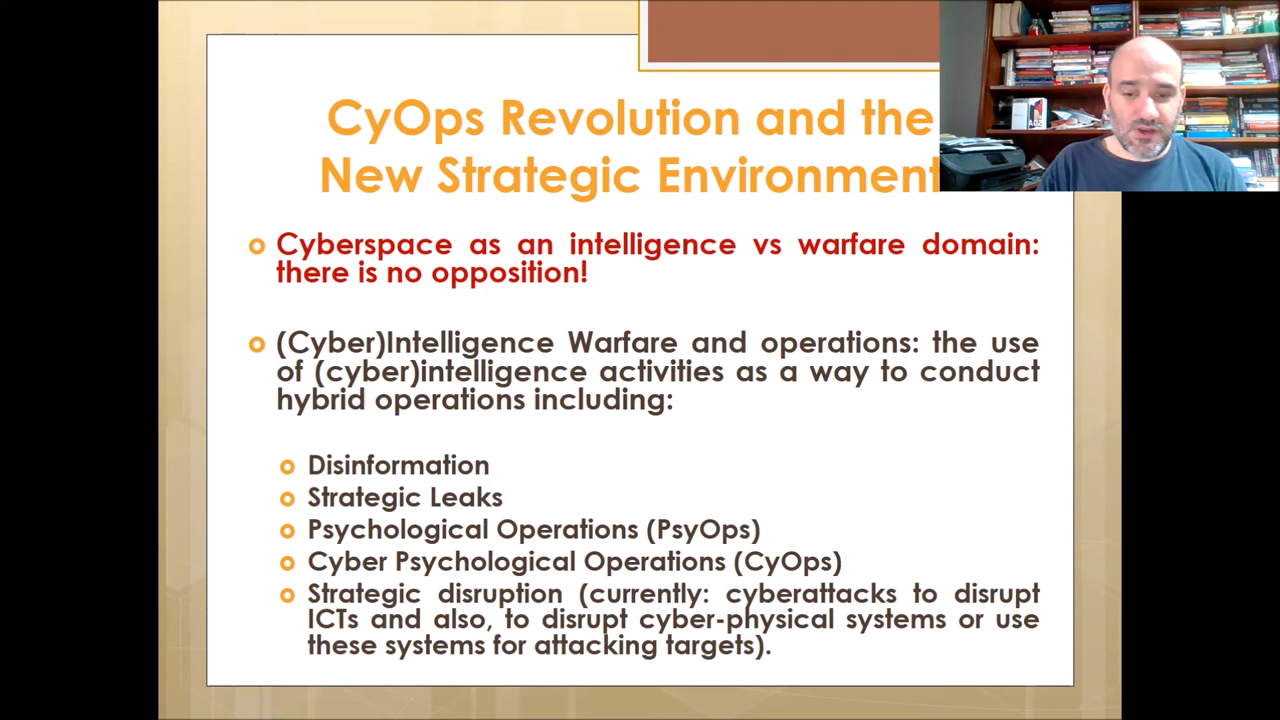 CyOps Revolution and the
New Strategic Environment
Cyberspace as an intelligence vs warfare domain:
there is no opposition!
(Cyber)Intelligence Warfare and operations: the use
of (cyber)intelligence activities as a way to conduct
hybrid operations including:
Disinformation
Strategic Leaks
Psychological Operations (PsyOps)
Cyber Psychological Operations (CyOps)
Strategic disruption (currently: cyberattacks to disrupt
ICTs and also, to disrupt cyber-physical systems or use
these systems for attacking targets).